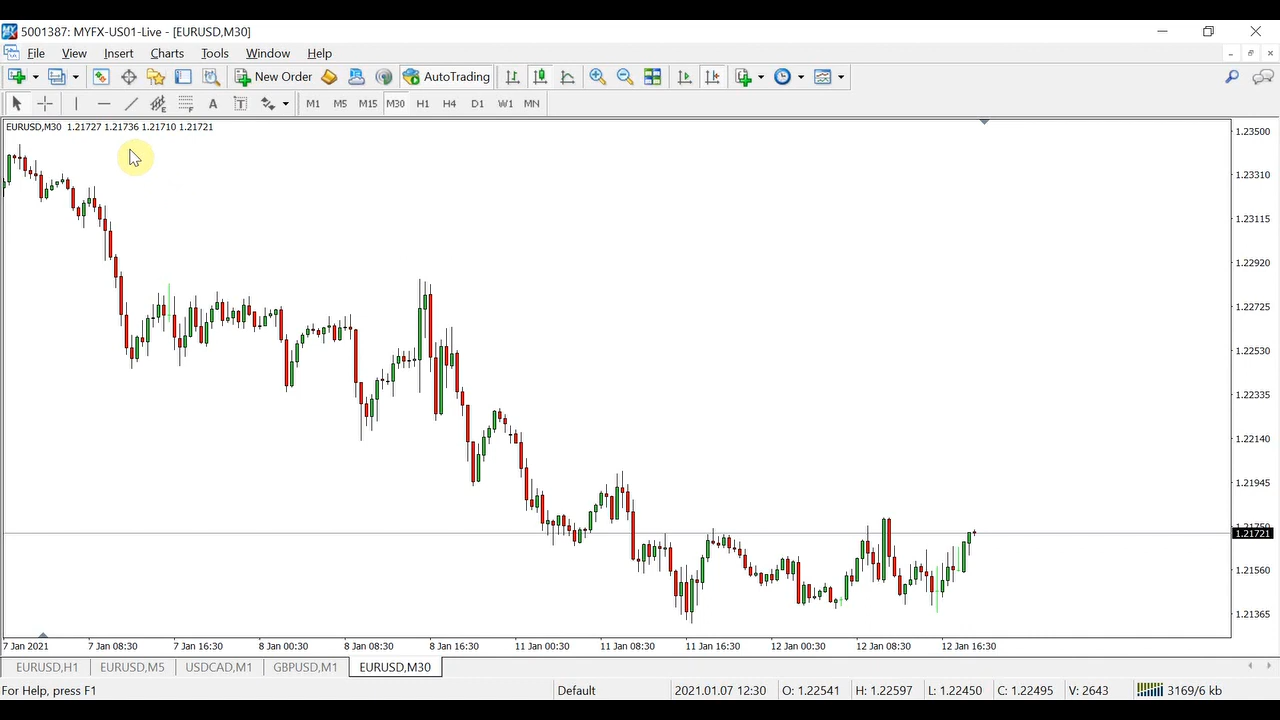 5001387: MYFX-US01-Live - [EURUSD,M30]
File View Insert Charts Tools Window Help
New Order AutoTrading
A T M1 M5 M15 M30 H1 H4 D1 W1 MN
EURUSD,M30 1.21727 1.21736 1.21710 1.21721
1.23500
1.23310
1.23115
1.22920
1.22725
1.22530
1.22335
1.22140
1.21945
1.21750
1.21721
1.21560
1.21365
7 Jan 2021 7 Jan 08:30 7 Jan 16:30 8 Jan 00:30 8 Jan 08:30 8 Jan 16:30 11 Jan 00:30 11 Jan 08:30 11 Jan 16:30 12 Jan 00:30 12 Jan 08:30 12 Jan 16:30
EURUSD,H1 EURUSD,M5 USDCAD,M1 GBPUSD,M1 EURUSD,M30
For Help, press F1 Default 2021.01.07 12:30 O: 1.22541 H: 1.22597 L: 1.22450 C: 1.22495 V: 2643 3169/6 kb